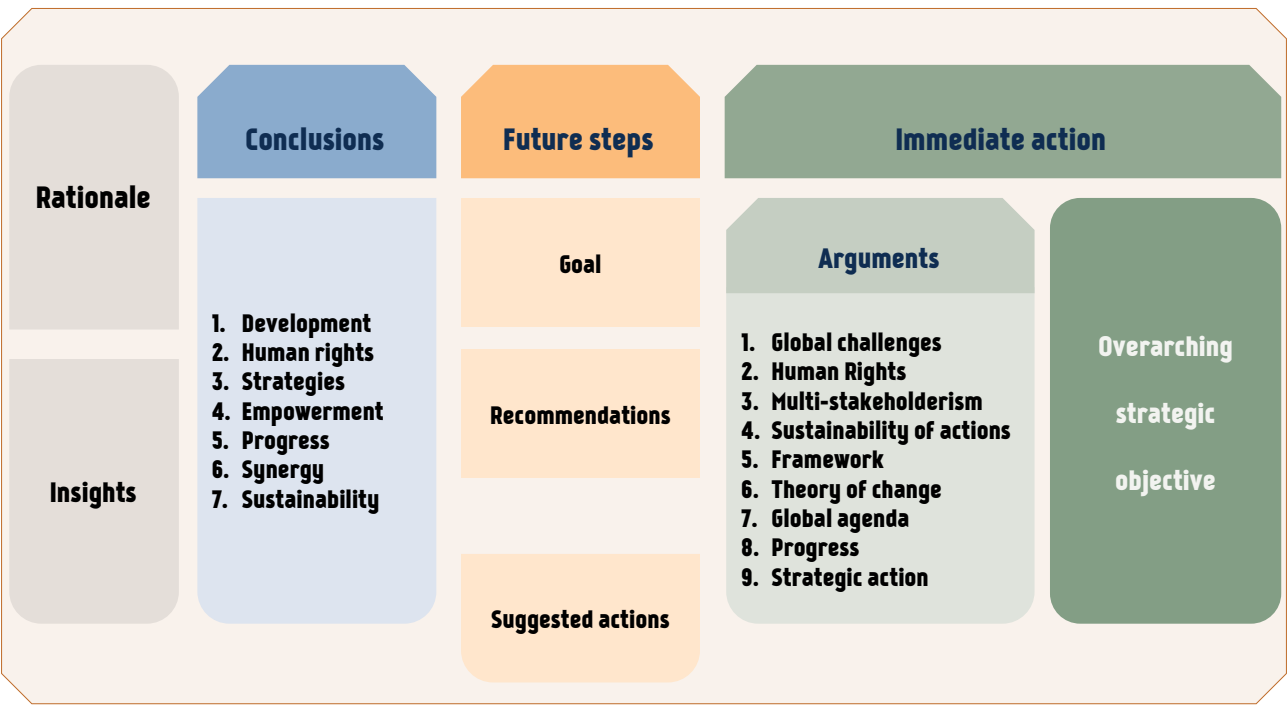 Rationale
Insights
Conclusions
1. Development
2. Human rights
3. Strategies
4. Empowerment
5. Progress
6. Synergy
7. Sustainability
Future steps
Goal
Recommendations
Suggested actions
Immediate action
Arguments
1. Global challenges
2. Human Rights
3. Multi-stakeholderism
4. Sustainability of actions
5. Framework
6. Theory of change
7. Global agenda
8. Progress
9. Strategic action
Overarching
strategic
objective